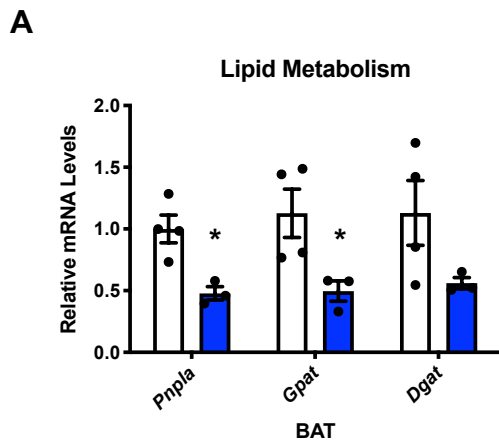 A
Lipid Metabolism
Relative mRNA Levels
2.0
1.5
1.0
0.5
0.0
* *
Pnpla Gpat Dgat
BAT